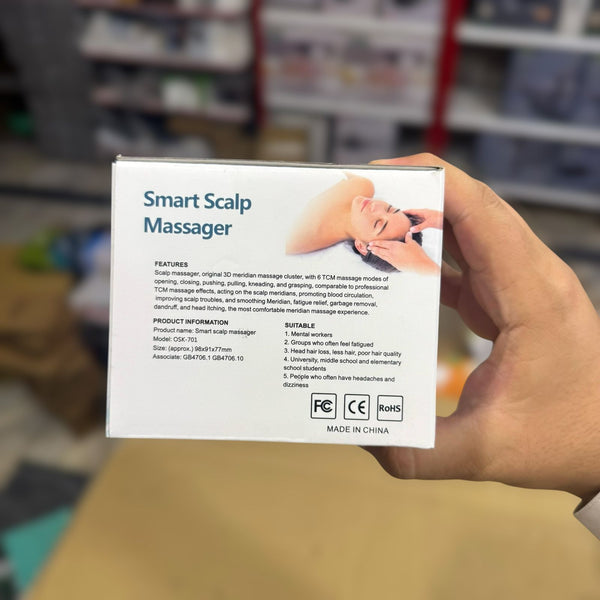 Smart Scalp
Massager
FEATURES
Scalp massager, original 3D meridian massage cluster, with 6 TCM massage modes of
opening, closing, pushing, pulling, kneading, and grasping, comparable to professional
TCM massage effects, acting on the scalp meridians, promoting blood circulation,
improving scalp troubles, and smoothing Meridian, fatigue relief, garbage removal,
dandruff, and head itching, the most comfortable meridian massage experience.
PRODUCT INFORMATION
Product name: Smart scalp massager
Model: OSK-701
Size: (approx.) 98x91x77mm
Associate: GB4706.1 GB4706.10
SUITABLE
1. Mental workers
2. Groups who often feel fatigued
3. Head hair loss, less hair, poor hair quality
4. University, middle school and elementary
school students
5. People who often have headaches and
dizziness
FC CE RoHS
MADE IN CHINA